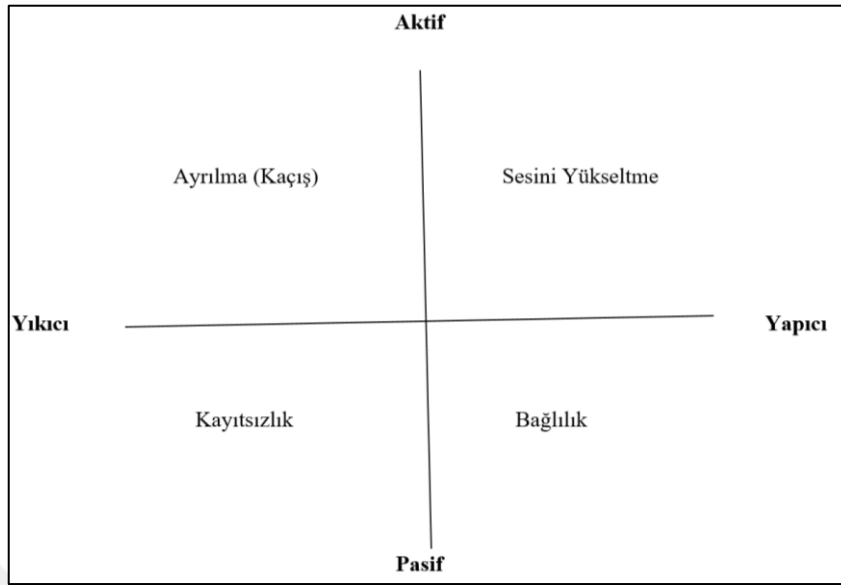 Aktif
Ayrılma (Kaçış)
Sesini Yükseltme
Yıkıcı
Yapıcı
Kayıtsızlık
Bağlılık
Pasif